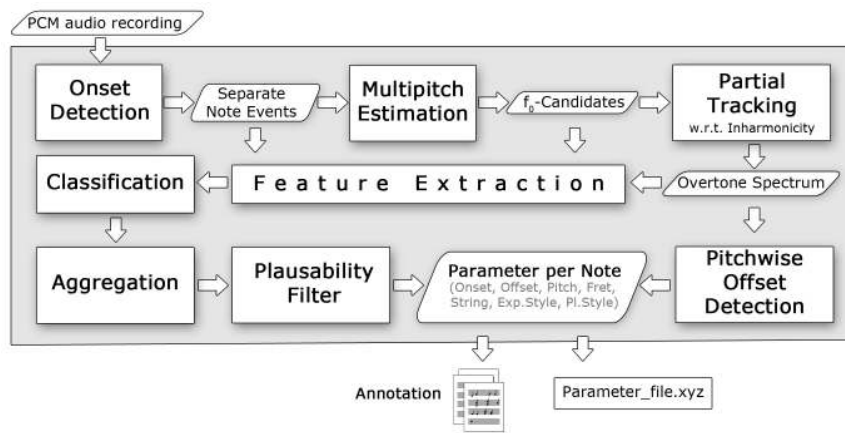 PCM audio recording
Onset
Detection
Separate
Note Events
Multipitch
Estimation
f₀-Candidates
Partial
Tracking
w.r.t. Inharmonicity
Classification
Feature Extraction
Overtone Spectrum
Aggregation
Plausability
Filter
Parameter per Note
(Onset, Offset, Pitch, Fret,
String, Exp.Style, Pl.Style)
Pitchwise
Offset
Detection
Annotation
Parameter_file.xyz